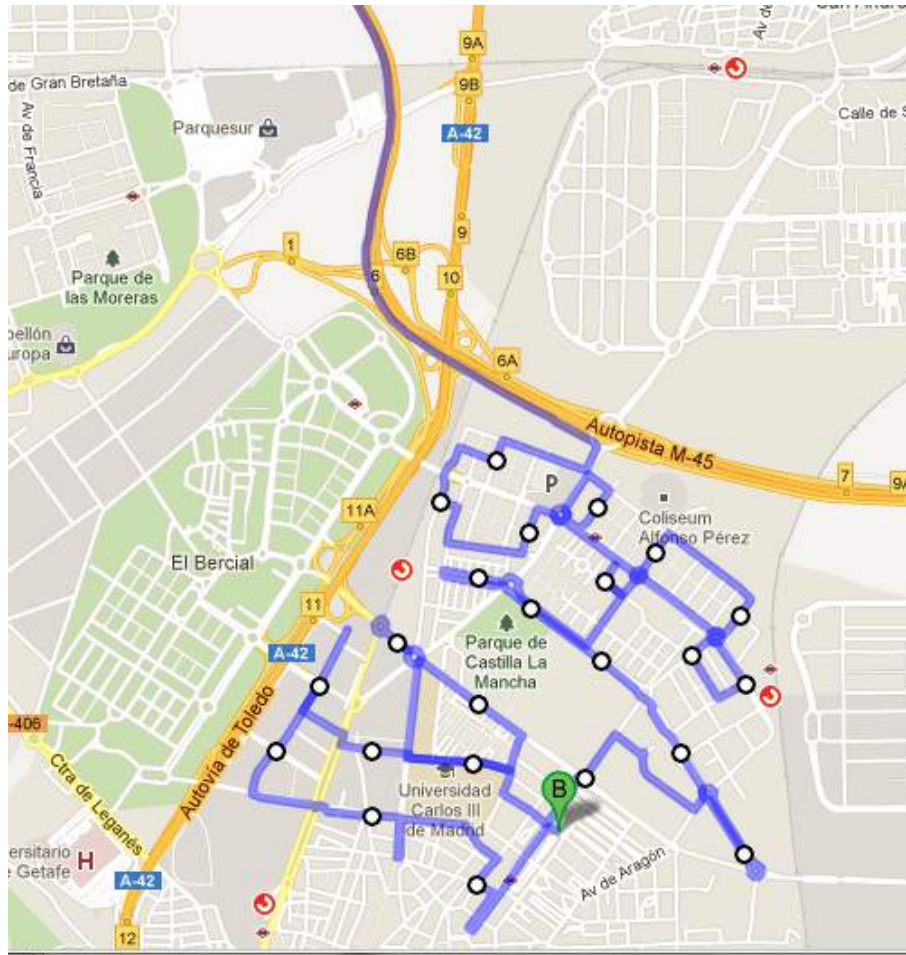 9A
de Gran Bretaña
9B
Av de Francia
Parquesur
A-42
Calle de S
1
9
6B
Parque de
las Moreras
6
10
6A
Autopista M-45
7
9A
P
11A
Coliseum
Alfonso Pérez
El Bercial
11
Parque de
Castilla La
Mancha
A-42
-406
Autovía de Toledo
Ctra de Leganés
Universidad
Carlos III
de Madrid
B
ersitario
e Getafe
H
A-42
Av de Aragón
12